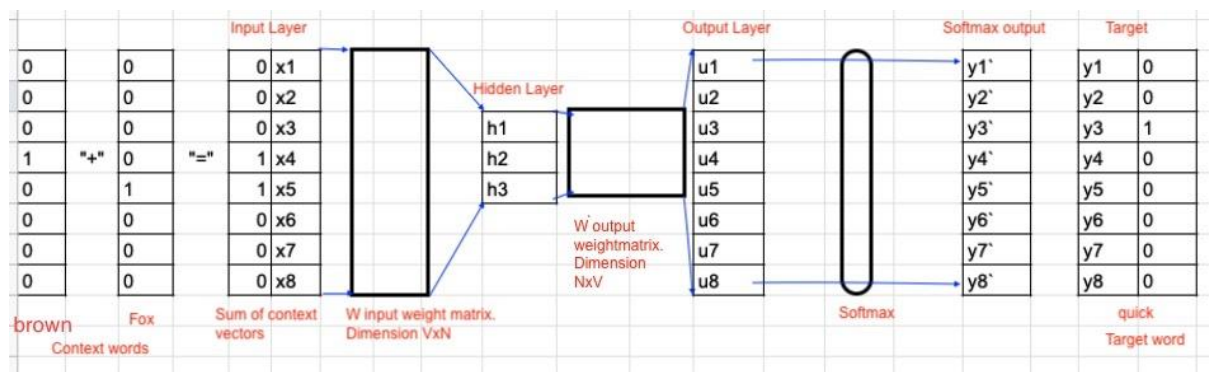 Input Layer Output Layer Softmax output Target
0 0 0 x1 u1 y1` y1 0
0 0 0 x2 Hidden Layer u2 y2` y2 0
0 0 0 x3 h1 u3 y3` y3 1
1 "+" 0 "=" 1 x4 h2 u4 y4` y4 0
0 1 1 x5 h3 u5 y5` y5 0
0 0 0 x6 u6 y6` y6 0
0 0 0 x7 u7 y7` y7 0
0 0 0 x8 u8 y8` y8 0
W`output
weightmatrix.
Dimension
NxV
brown Fox Sum of context W input weight matrix. Softmax quick
Context words vectors Dimension VxN Target word